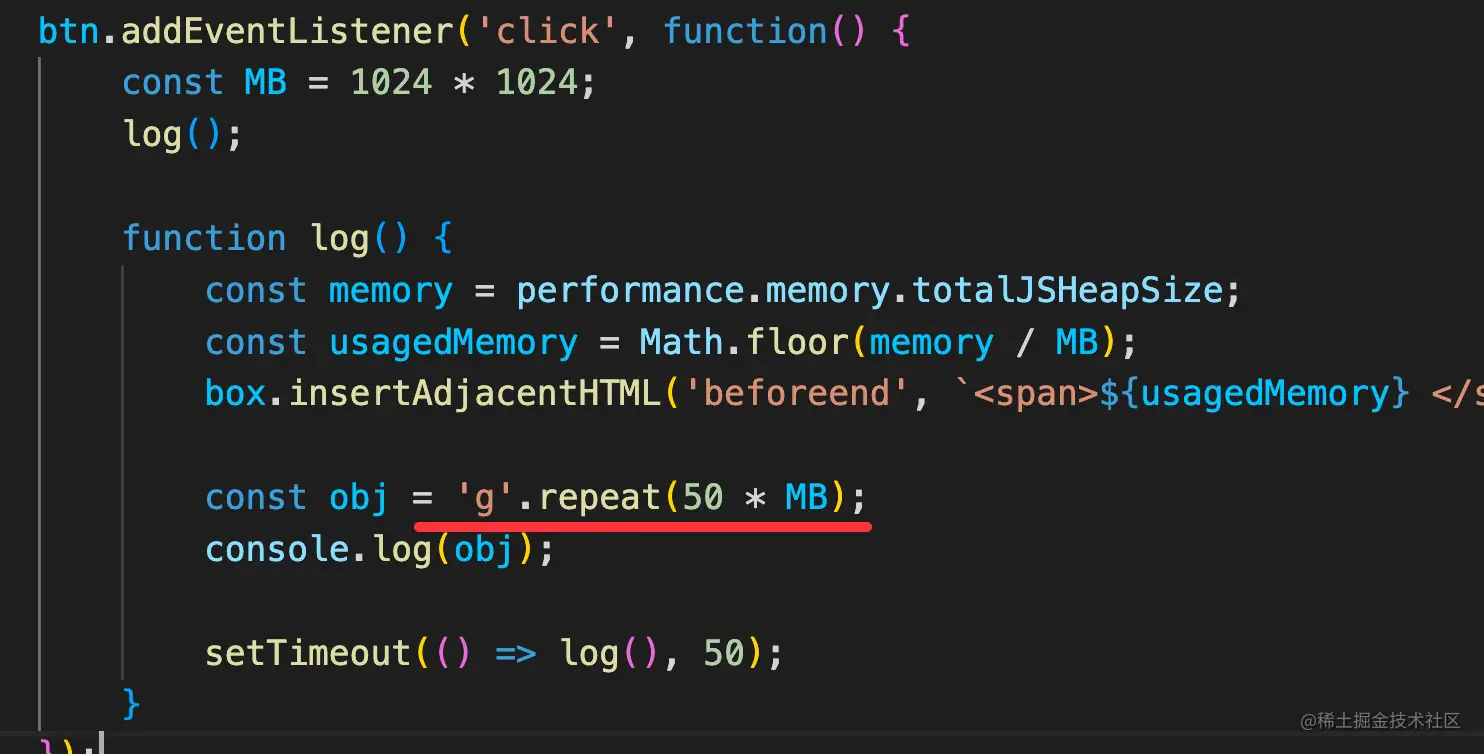 btn.addEventListener('click', function() {
const MB = 1024 * 1024;
log();
function log() {
const memory = performance.memory.totalJSHeapSize;
const usagedMemory = Math.floor(memory / MB);
box.insertAdjacentHTML('beforeend', `<span>${usagedMemory} </s
const obj = 'g'.repeat(50 * MB);
console.log(obj);
setTimeout(() => log(), 50);
}
});
@稀土掘金技术社区